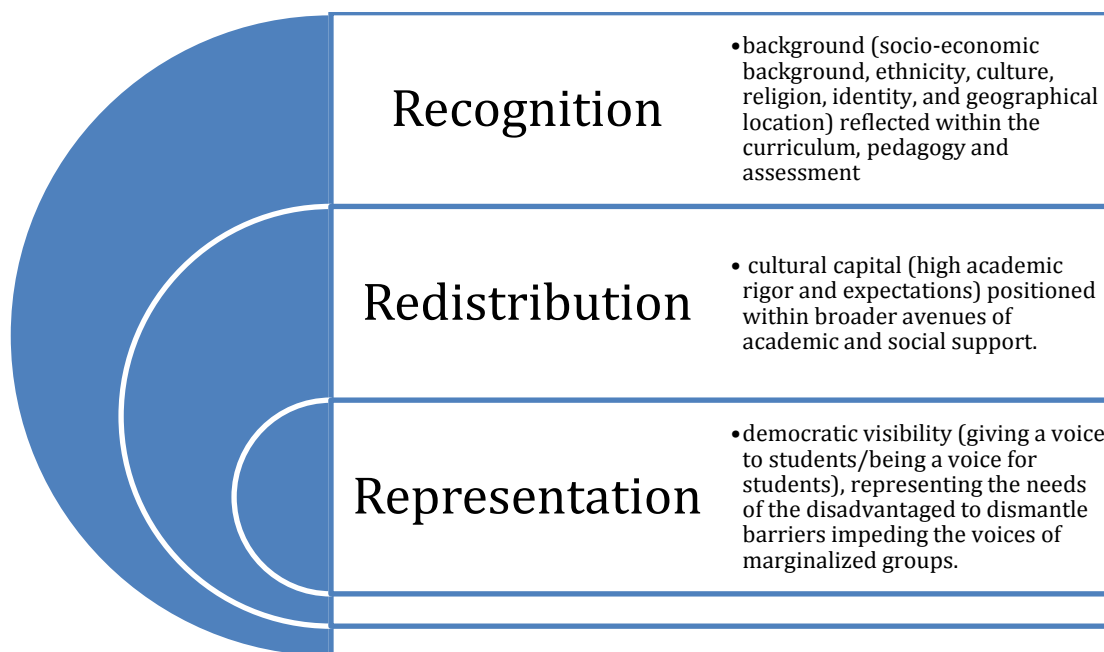 Recognition
•background (socio-economic
background, ethnicity, culture,
religion, identity, and geographical
location) reflected within the
curriculum, pedagogy and
assessment
Redistribution
• cultural capital (high academic
rigor and expectations) positioned
within broader avenues of
academic and social support.
Representation
•democratic visibility (giving a voice
to students/being a voice for
students), representing the needs
of the disadvantaged to dismantle
barriers impeding the voices of
marginalized groups.